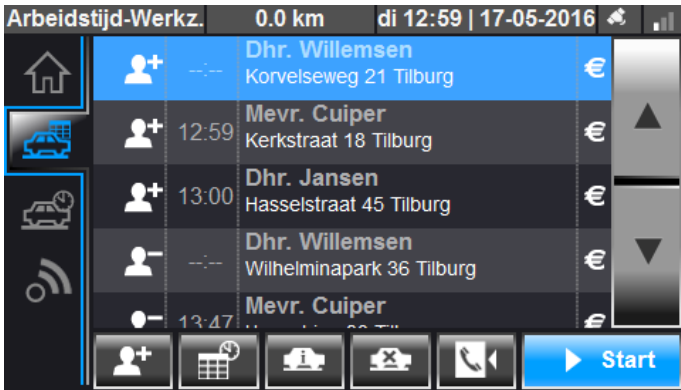 Arbeidstijd-Werkz. 0.0 km di 12:59 | 17-05-2016
--:-- Dhr. Willemsen €
Korvelseweg 21 Tilburg
12:59 Mevr. Cuiper €
Kerkstraat 18 Tilburg
13:00 Dhr. Jansen €
Hasselstraat 45 Tilburg
--:-- Dhr. Willemsen €
Wilhelminapark 36 Tilburg
13:47 Mevr. Cuiper €
Start